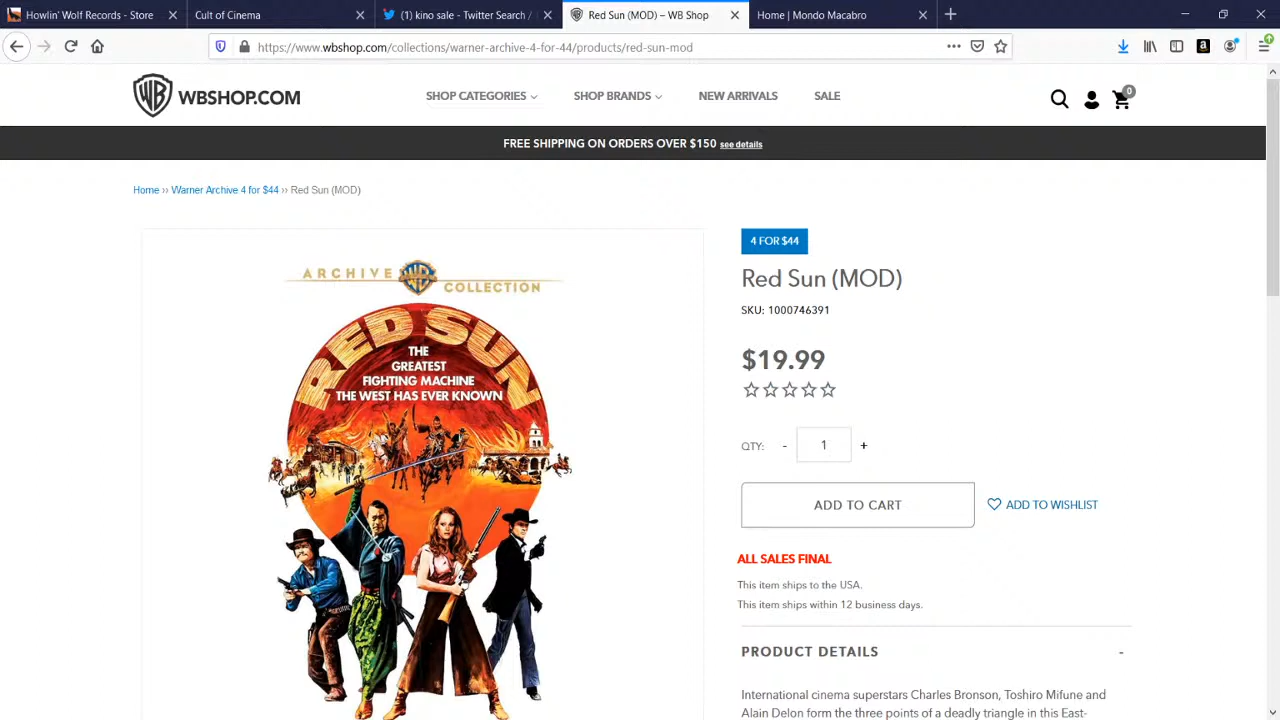 Howlin' Wolf Records - Store
Cult of Cinema
(1) kino sale - Twitter Search /
Red Sun (MOD) – WB Shop
Home | Mondo Macabro
https://www.wbshop.com/collections/warner-archive-4-for-44/products/red-sun-mod
WB WBSHOP.COM
SHOP CATEGORIES
SHOP BRANDS
NEW ARRIVALS
SALE
0
FREE SHIPPING ON ORDERS OVER $150 see details
Home ›› Warner Archive 4 for $44 ›› Red Sun (MOD)
ARCHIVE WB COLLECTION
RED SUN
THE
GREATEST
FIGHTING MACHINE
THE WEST HAS EVER KNOWN
4 FOR $44
Red Sun (MOD)
SKU: 1000746391
$19.99
QTY: - 1 +
ADD TO CART
ADD TO WISHLIST
ALL SALES FINAL
This item ships to the USA.
This item ships within 12 business days.
PRODUCT DETAILS -
International cinema superstars Charles Bronson, Toshiro Mifune and
Alain Delon form the three points of a deadly triangle in this East-